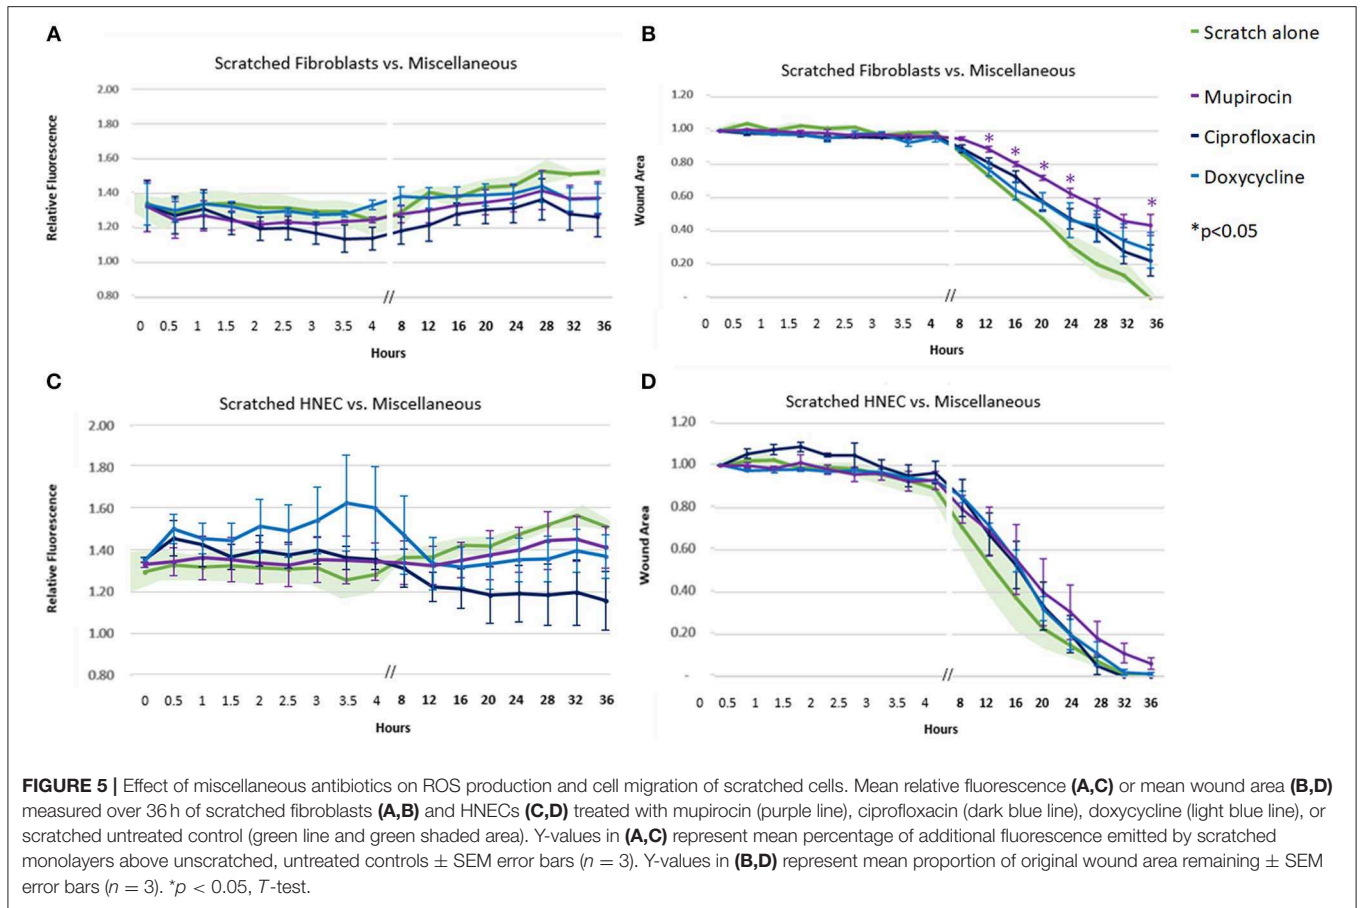 A
Scratched Fibroblasts vs. Miscellaneous
2.00
1.80
1.60
1.40
1.20
1.00
0.80
Relative Fluorescence
//
0 0.5 1 1.5 2 2.5 3 3.5 4 8 12 16 20 24 28 32 36
Hours
B
Scratched Fibroblasts vs. Miscellaneous
1.20
1.00
0.80
0.60
0.40
0.20
-
Wound Area
* * * * *
//
0 0.5 1 1.5 2 2.5 3 3.5 4 8 12 16 20 24 28 32 36
Hours
Scratch alone
Mupirocin
Ciprofloxacin
Doxycycline
*p<0.05
C
Scratched HNEC vs. Miscellaneous
2.00
1.80
1.60
1.40
1.20
1.00
0.80
Relative Fluorescence
//
0 0.5 1 1.5 2 2.5 3 3.5 4 8 12 16 20 24 28 32 36
Hours
D
Scratched HNEC vs. Miscellaneous
1.20
1.00
0.80
0.60
0.40
0.20
-
Wound Area
//
0 0.5 1 1.5 2 2.5 3 3.5 4 8 12 16 20 24 28 32 36
Hours
FIGURE 5 | Effect of miscellaneous antibiotics on ROS production and cell migration of scratched cells. Mean relative fluorescence (A,C) or mean wound area (B,D)
measured over 36 h of scratched fibroblasts (A,B) and HNECs (C,D) treated with mupirocin (purple line), ciprofloxacin (dark blue line), doxycycline (light blue line), or
scratched untreated control (green line and green shaded area). Y-values in (A,C) represent mean percentage of additional fluorescence emitted by scratched
monolayers above unscratched, untreated controls ± SEM error bars (n = 3). Y-values in (B,D) represent mean proportion of original wound area remaining ± SEM
error bars (n = 3). *p < 0.05, T-test.